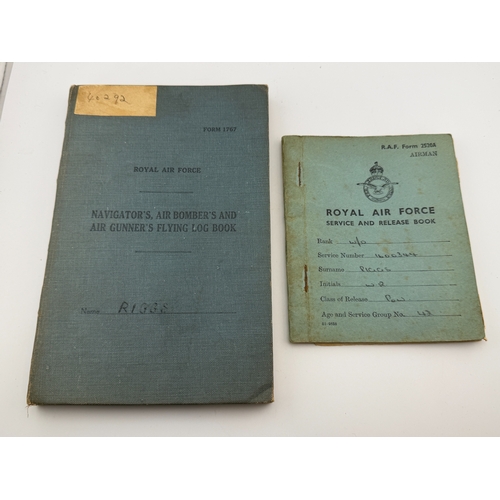 FORM 1767
ROYAL AIR FORCE
NAVIGATOR'S, AIR BOMBER'S AND
AIR GUNNER'S FLYING LOG BOOK
Name RIGGS
R.A.F. Form 2520A
AIRMAN
ROYAL AIR FORCE
SERVICE AND RELEASE BOOK
Rank W/O
Service Number
Surname RIGGS
Initials
Class of Release
Age and Service Group No.